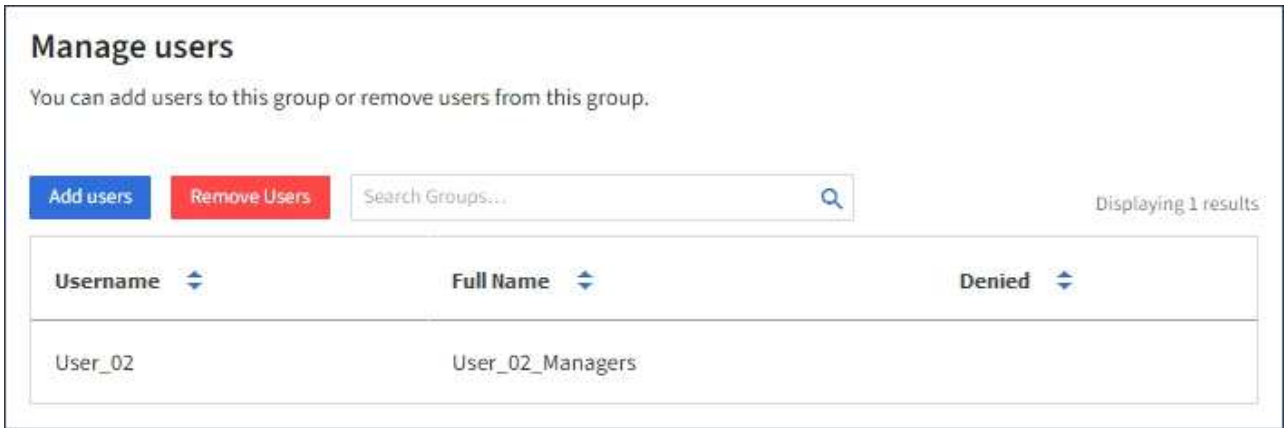 Manage users
You can add users to this group or remove users from this group.
Add users Remove Users Search Groups... Displaying 1 results
Username Full Name Denied
User_02 User_02_Managers